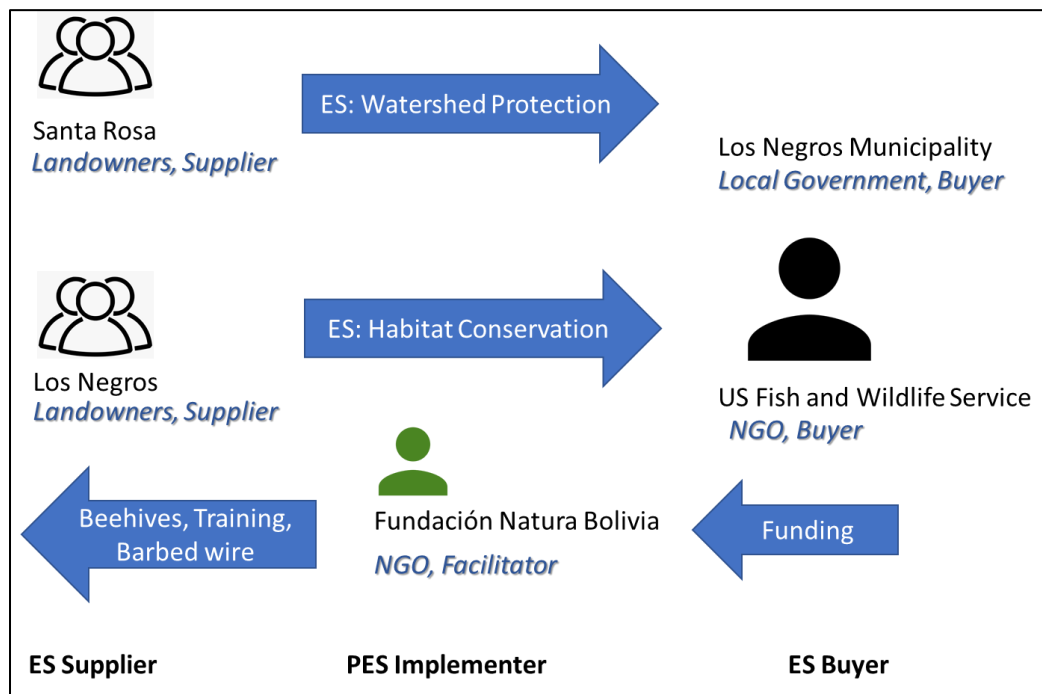 ES: Watershed Protection
Santa Rosa
Landowners, Supplier
Los Negros Municipality
Local Government, Buyer
ES: Habitat Conservation
Los Negros
Landowners, Supplier
US Fish and Wildlife Service
NGO, Buyer
Beehives, Training,
Barbed wire
Fundación Natura Bolivia
NGO, Facilitator
Funding
ES Supplier
PES Implementer
ES Buyer